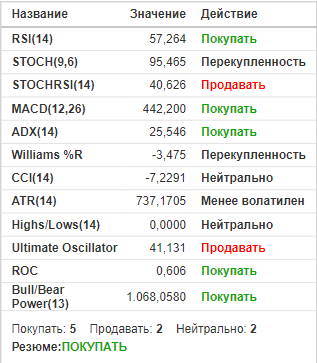 Название Значение Действие
RSI(14) 57,264 Покупать
STOCH(9,6) 95,465 Перекупленность
STOCHRSI(14) 40,626 Продавать
MACD(12,26) 442,200 Покупать
ADX(14) 25,546 Покупать
Williams %R -3,475 Перекупленность
CCI(14) -7,2291 Нейтрально
ATR(14) 737,1705 Менее волатилен
Highs/Lows(14) 0,0000 Нейтрально
Ultimate Oscillator 41,131 Продавать
ROC 0,606 Покупать
Bull/Bear
Power(13) 1.068,0580 Покупать
Покупать: 5 Продавать: 2 Нейтрально: 2
Резюме:ПОКУПАТЬ